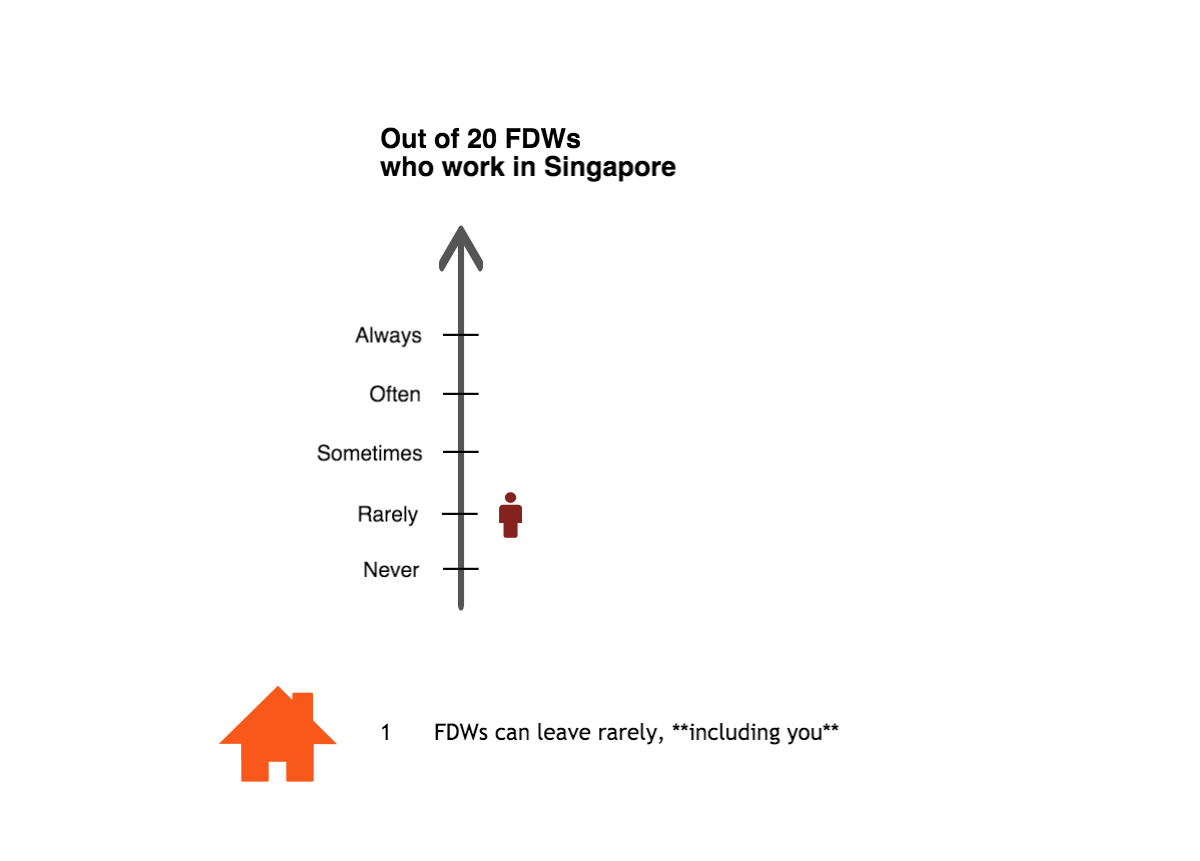 Out of 20 FDWs
who work in Singapore
Always
Often
Sometimes
Rarely
Never
1 FDWs can leave rarely, **including you**